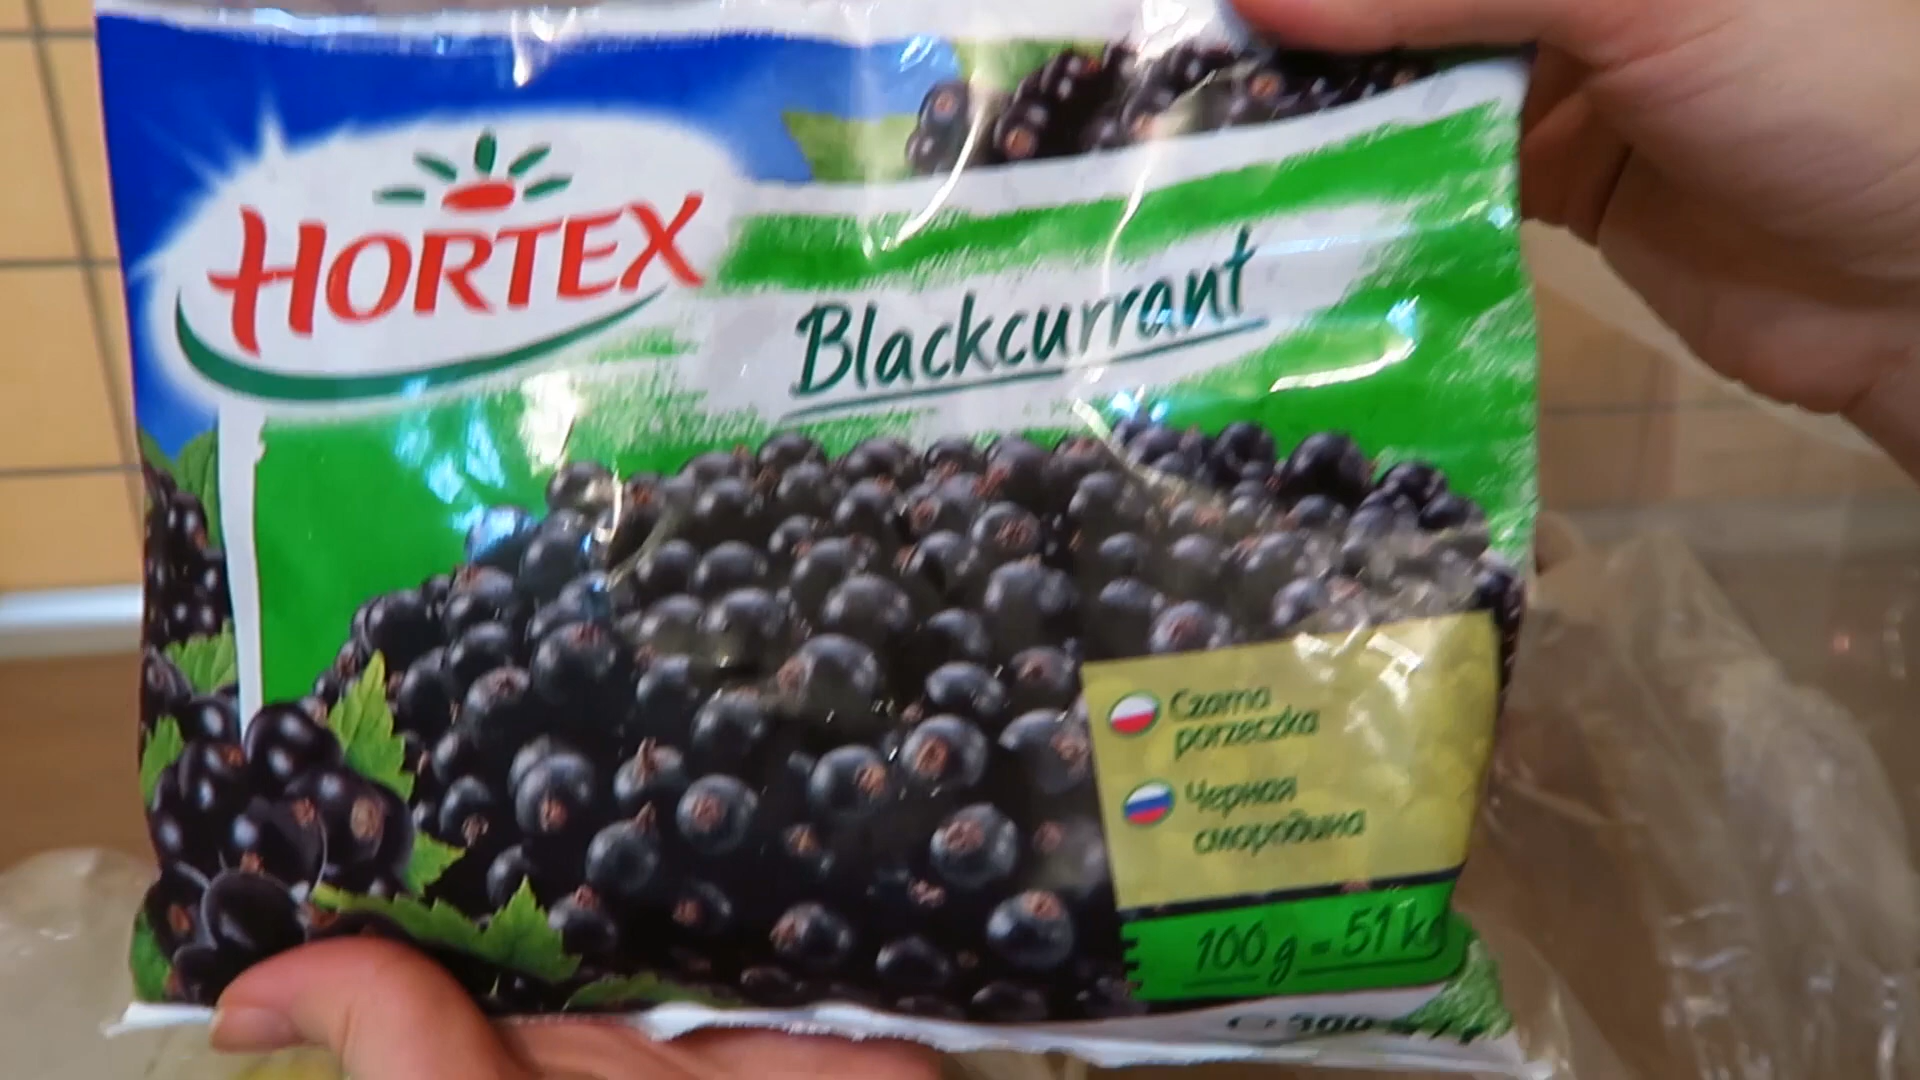 HORTEX
Blackcurrant
Czarna
porzeczka
Черная
смородина
100 g = 51 k